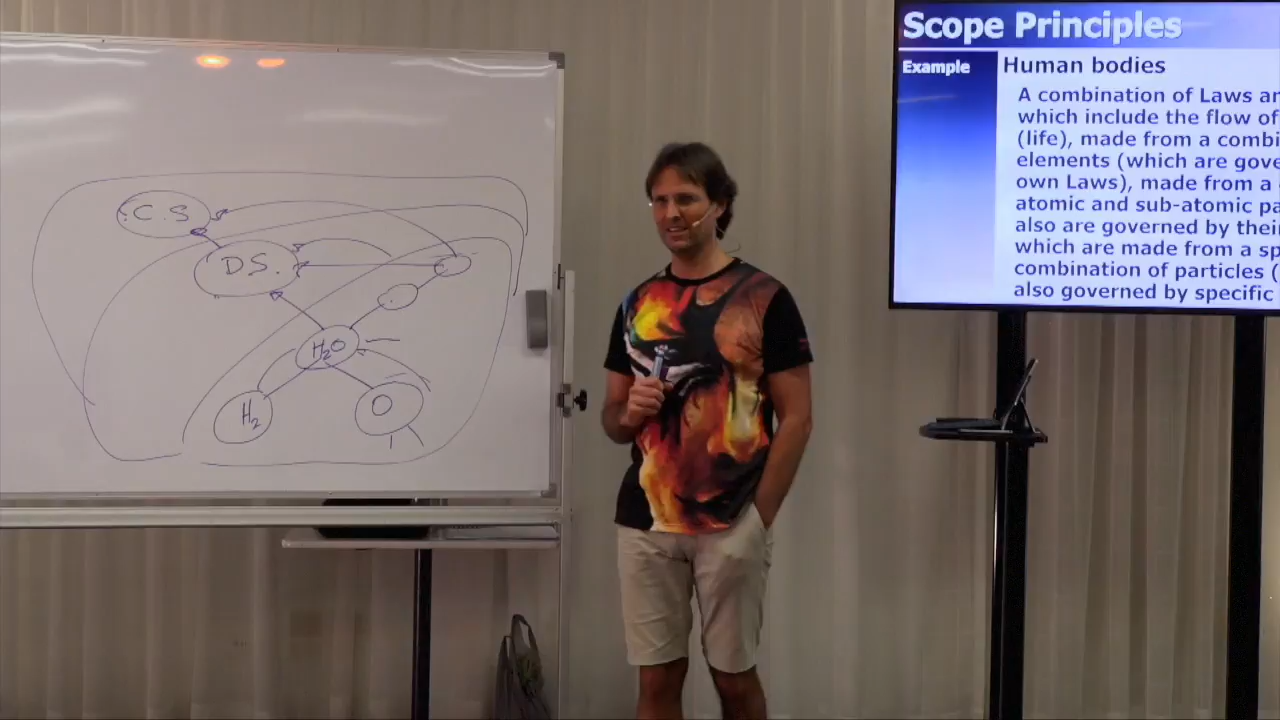 C.S
D.S.
H2O
H2
O
Scope Principles
Example
Human bodies
A combination of Laws an
which include the flow of
(life), made from a combi
elements (which are gove
own Laws), made from a
atomic and sub-atomic pa
also are governed by thei
which are made from a sp
combination of particles (
also governed by specific